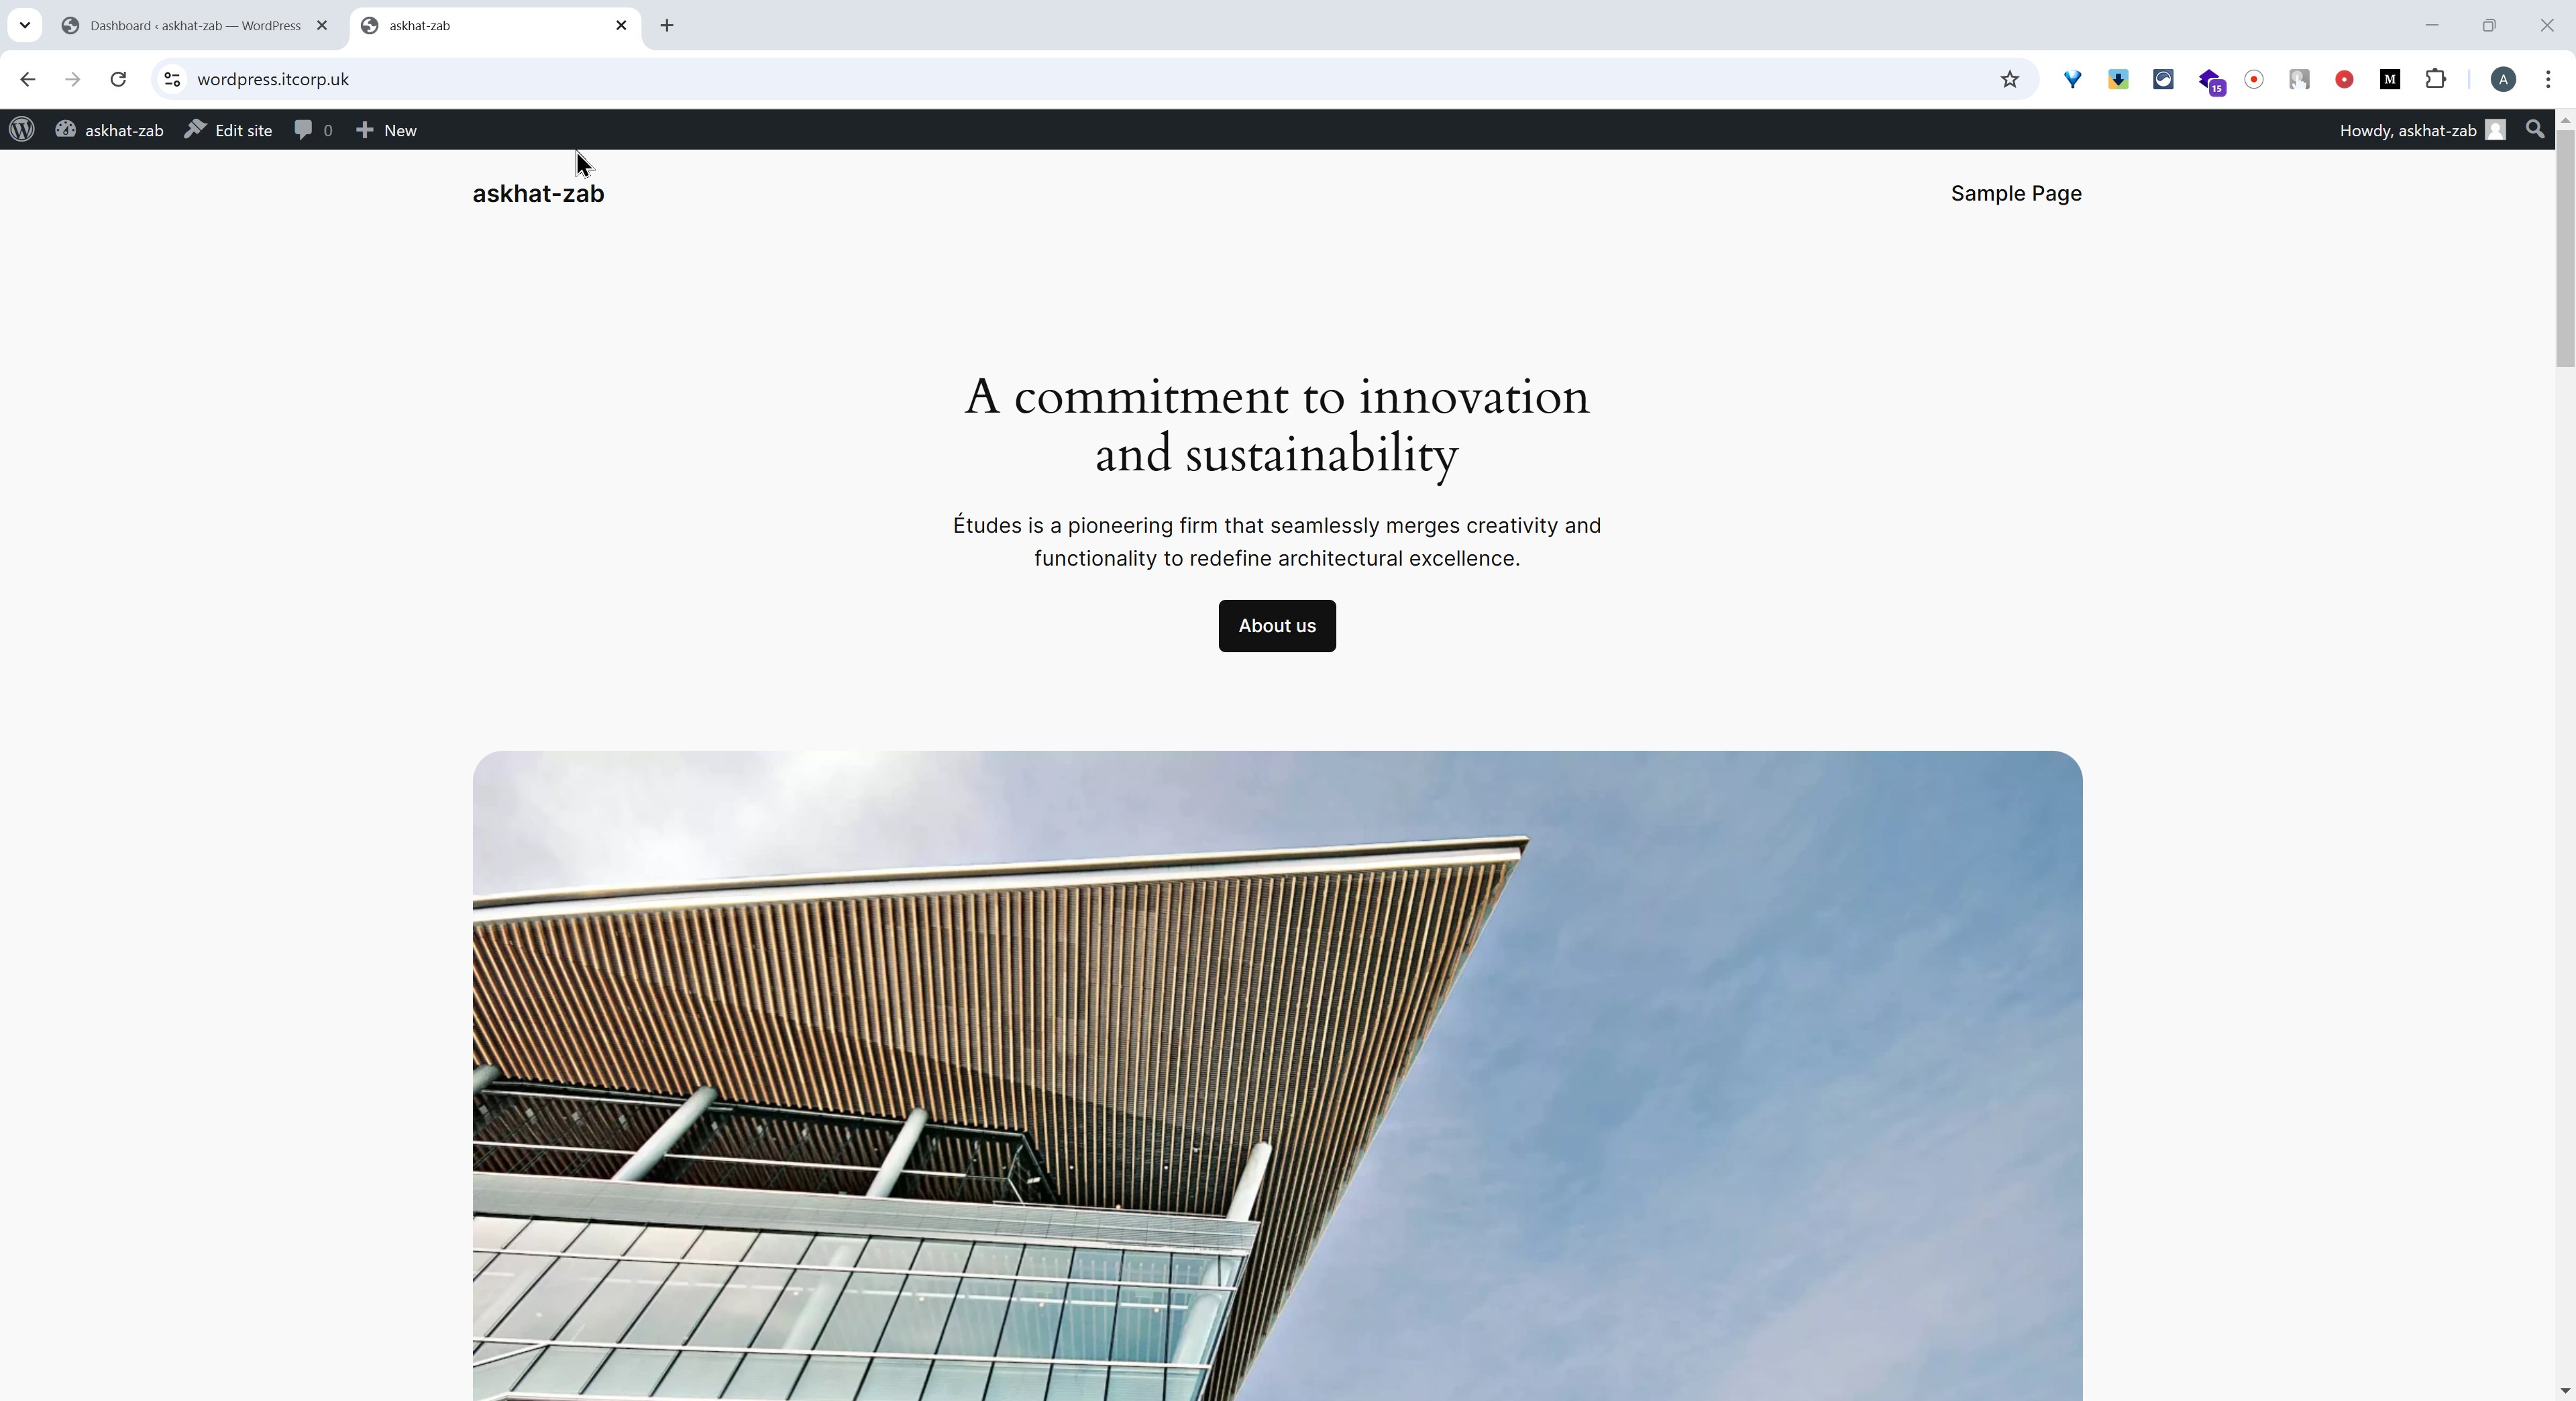 Dashboard ‹ askhat-zab — WordPress
askhat-zab
wordpress.itcorp.uk
15
M
A
askhat-zab
Edit site
0
New
Howdy, askhat-zab
askhat-zab
Sample Page
A commitment to innovation
and sustainability
Études is a pioneering firm that seamlessly merges creativity and
functionality to redefine architectural excellence.
About us